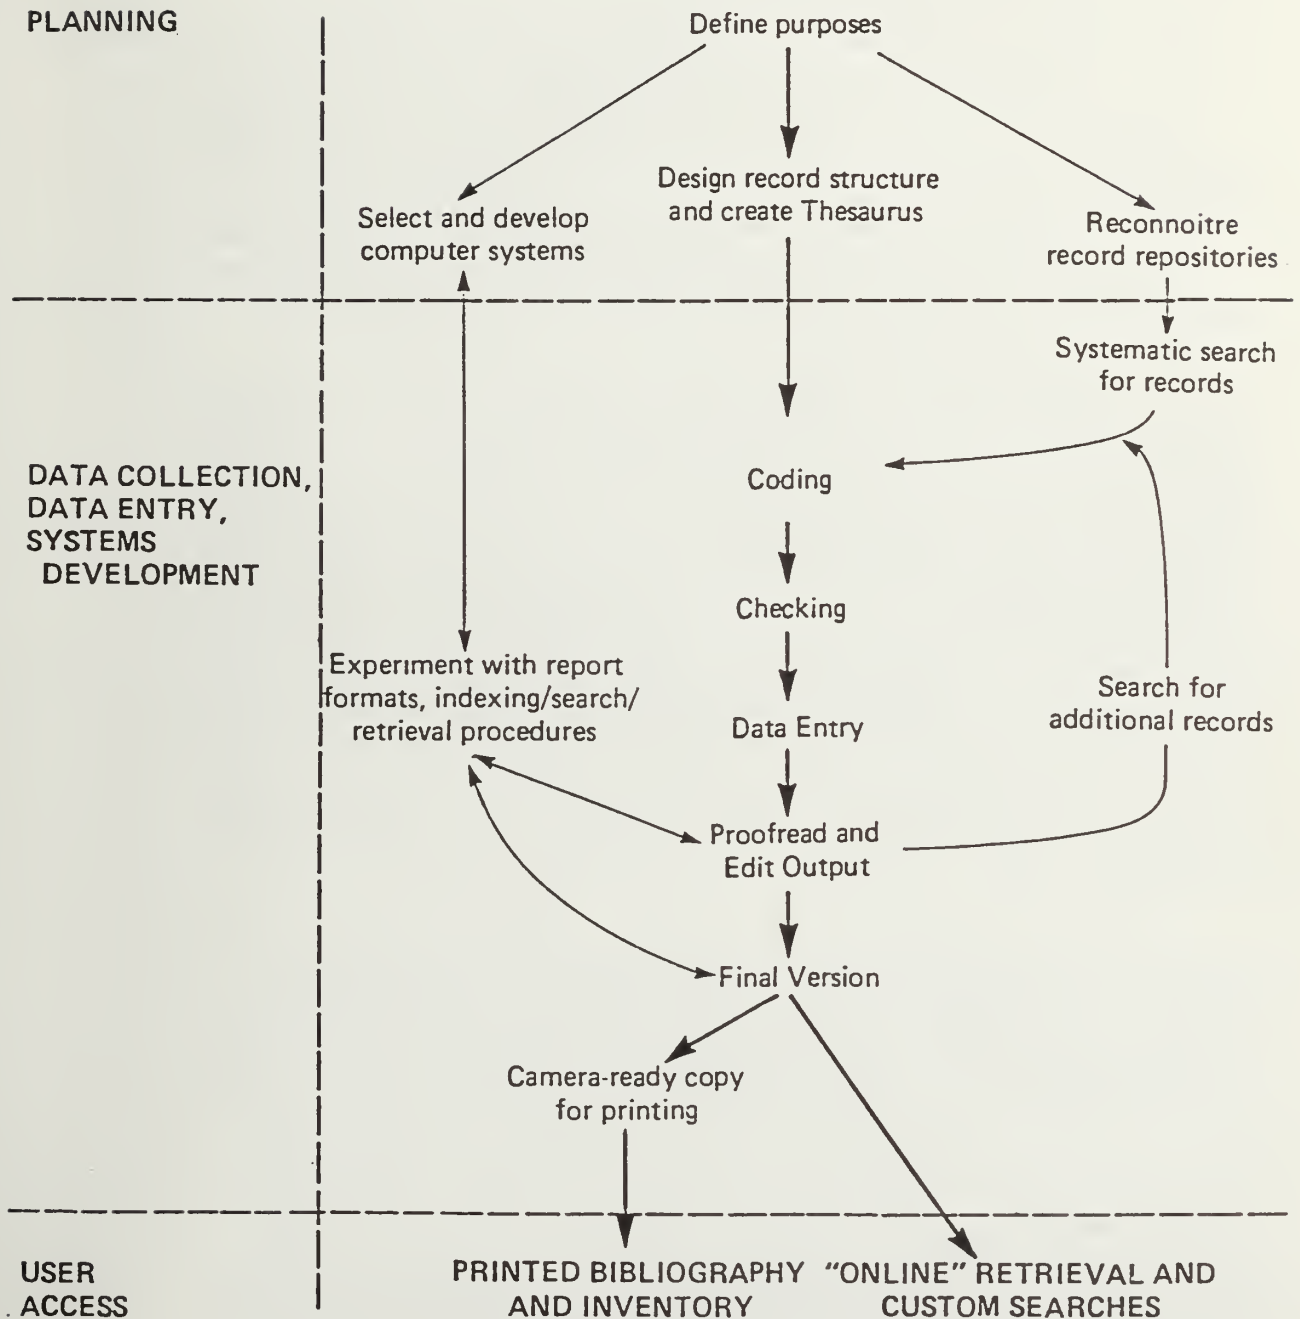 PLANNING
Define purposes
Design record structure
and create Thesaurus
Select and develop
computer systems
Reconnoitre
record repositories
Systematic search
for records
DATA COLLECTION,
DATA ENTRY,
SYSTEMS
DEVELOPMENT
Coding
Checking
Experiment with report
formats, indexing/search/
retrieval procedures
Data Entry
Search for
additional records
Proofread and
Edit Output
Final Version
Camera-ready copy
for printing
USER
ACCESS
PRINTED BIBLIOGRAPHY
AND INVENTORY
"ONLINE" RETRIEVAL AND
CUSTOM SEARCHES